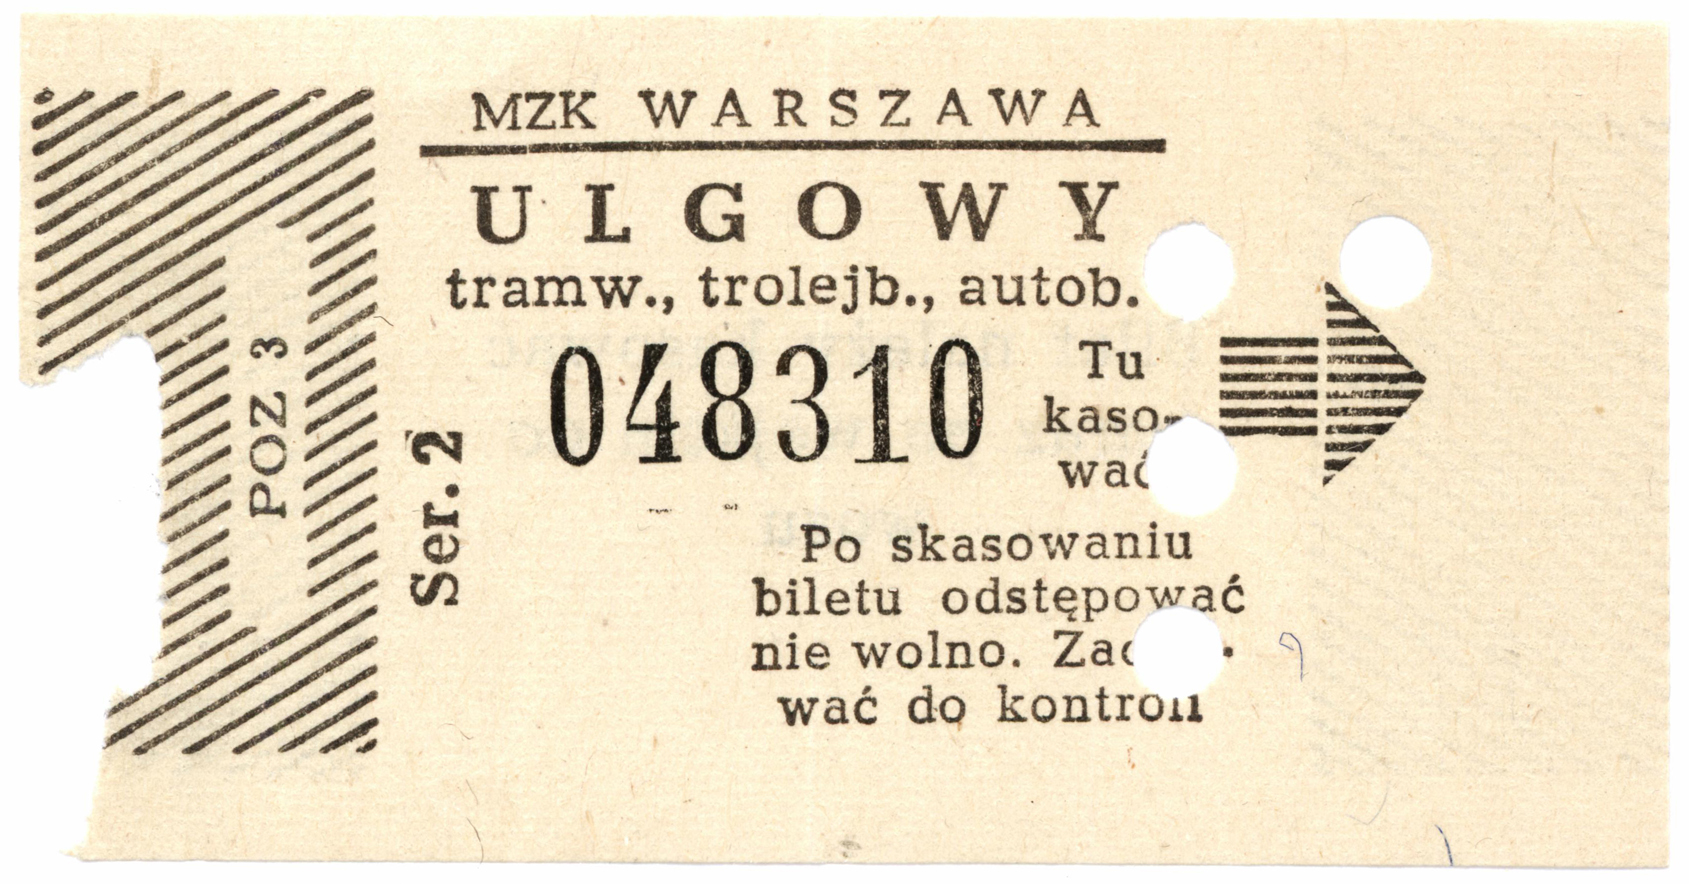 MZK WARSZAWA
ULGOWY
tramw., trolejb., autob.
048310
Tu
kaso-
wać
POZ 3
Ser. 2
Po skasowaniu
biletu odstępować
nie wolno.
wać do kontroli